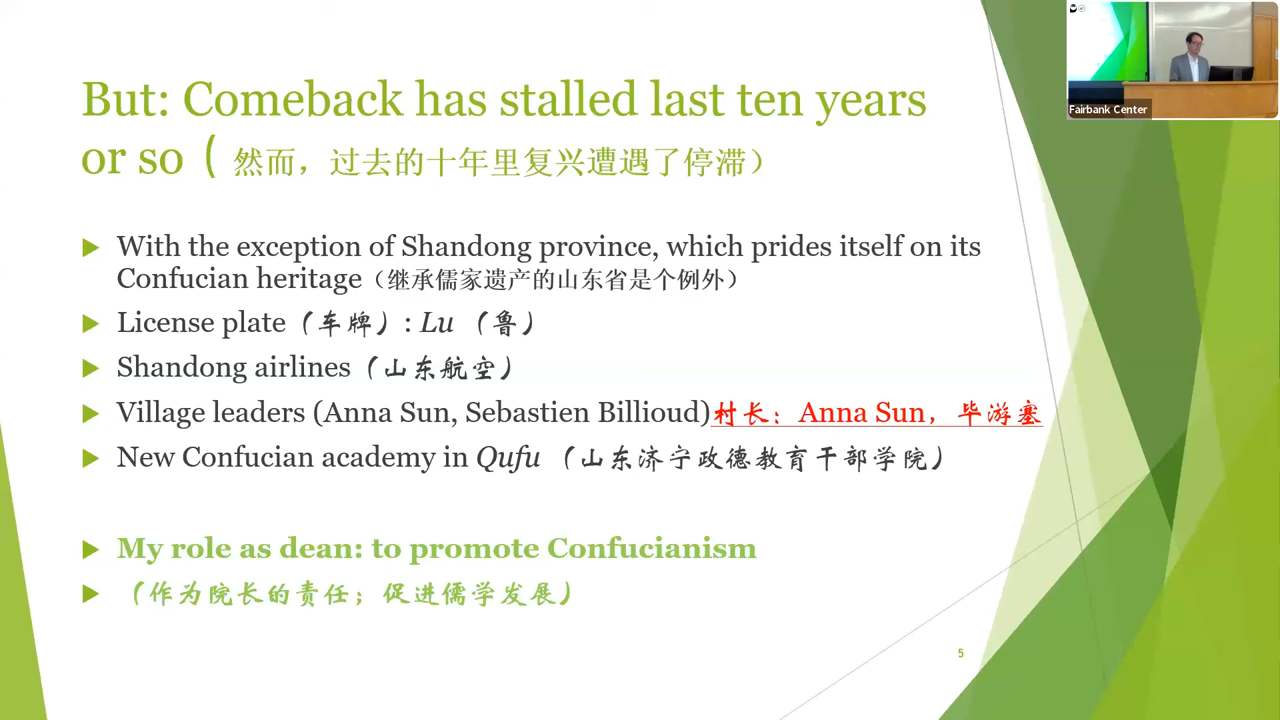 Fairbank Center
But: Comeback has stalled last ten years
or so（ 然而，过去的十年里复兴遭遇了停滞）
With the exception of Shandong province, which prides itself on its
Confucian heritage（继承儒家遗产的山东省是个例外）
License plate（车牌）: Lu （鲁）
Shandong airlines（山东航空）
Village leaders (Anna Sun, Sebastien Billioud)村长：Anna Sun，毕游塞
New Confucian academy in Qufu （山东济宁政德教育干部学院）
My role as dean: to promote Confucianism
（作为院长的责任；促进儒学发展）
5